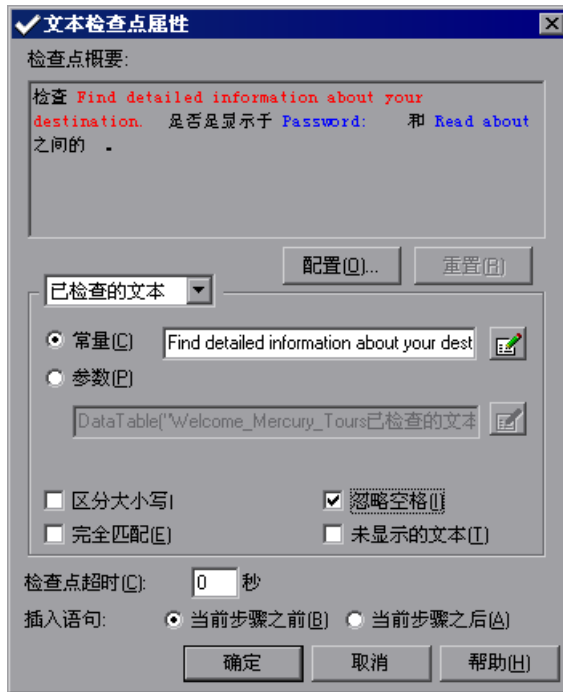 文本检查点属性
检查点概要:
检查 Find detailed information about your
destination. 是否是显示于 Password: 和 Read about
之间的 .
配置(O)... 重置(R)
已检查的文本
常量(C) Find detailed information about your dest
参数(P)
DataTable("Welcome_Mercury_Tours已检查的文本
区分大小写 忽略空格(I)
完全匹配(E) 未显示的文本(T)
检查点超时(C): 0 秒
插入语句: 当前步骤之前(B) 当前步骤之后(A)
确定 取消 帮助(H)